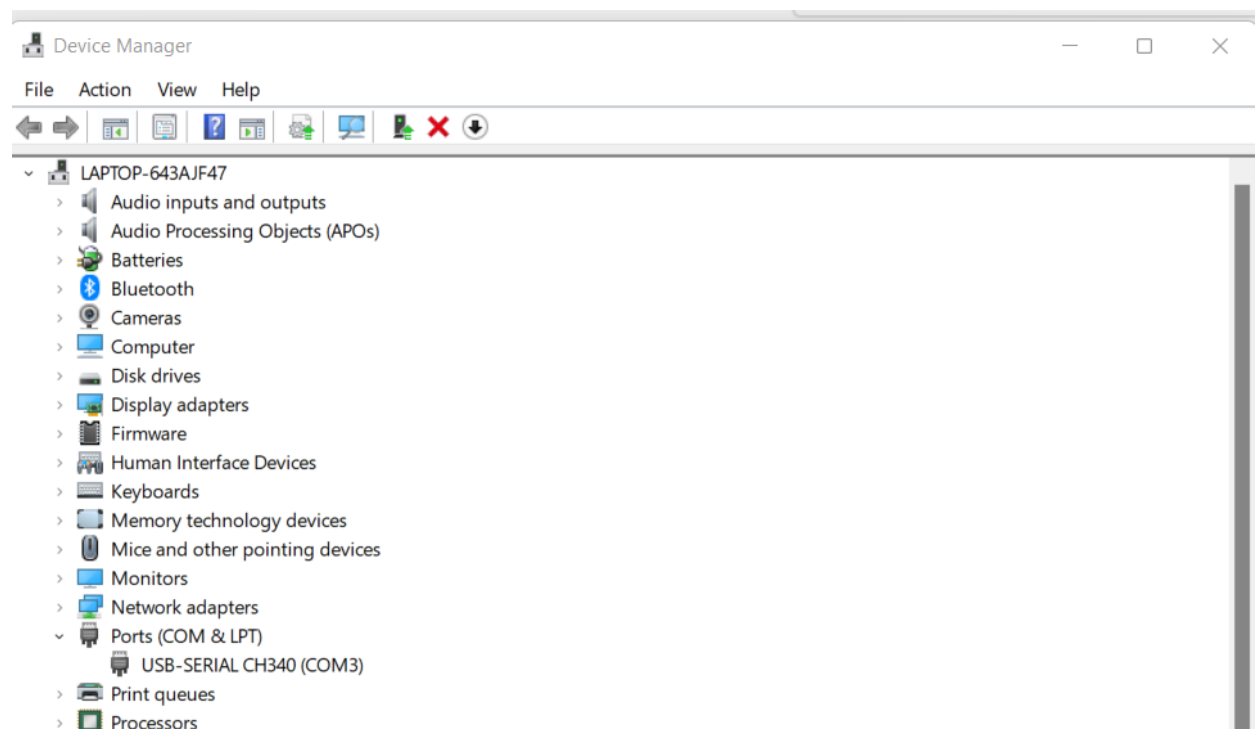 Device Manager
File Action View Help
LAPTOP-643AJF47
Audio inputs and outputs
Audio Processing Objects (APOs)
Batteries
Bluetooth
Cameras
Computer
Disk drives
Display adapters
Firmware
Human Interface Devices
Keyboards
Memory technology devices
Mice and other pointing devices
Monitors
Network adapters
Ports (COM & LPT)
USB-SERIAL CH340 (COM3)
Print queues
Processors